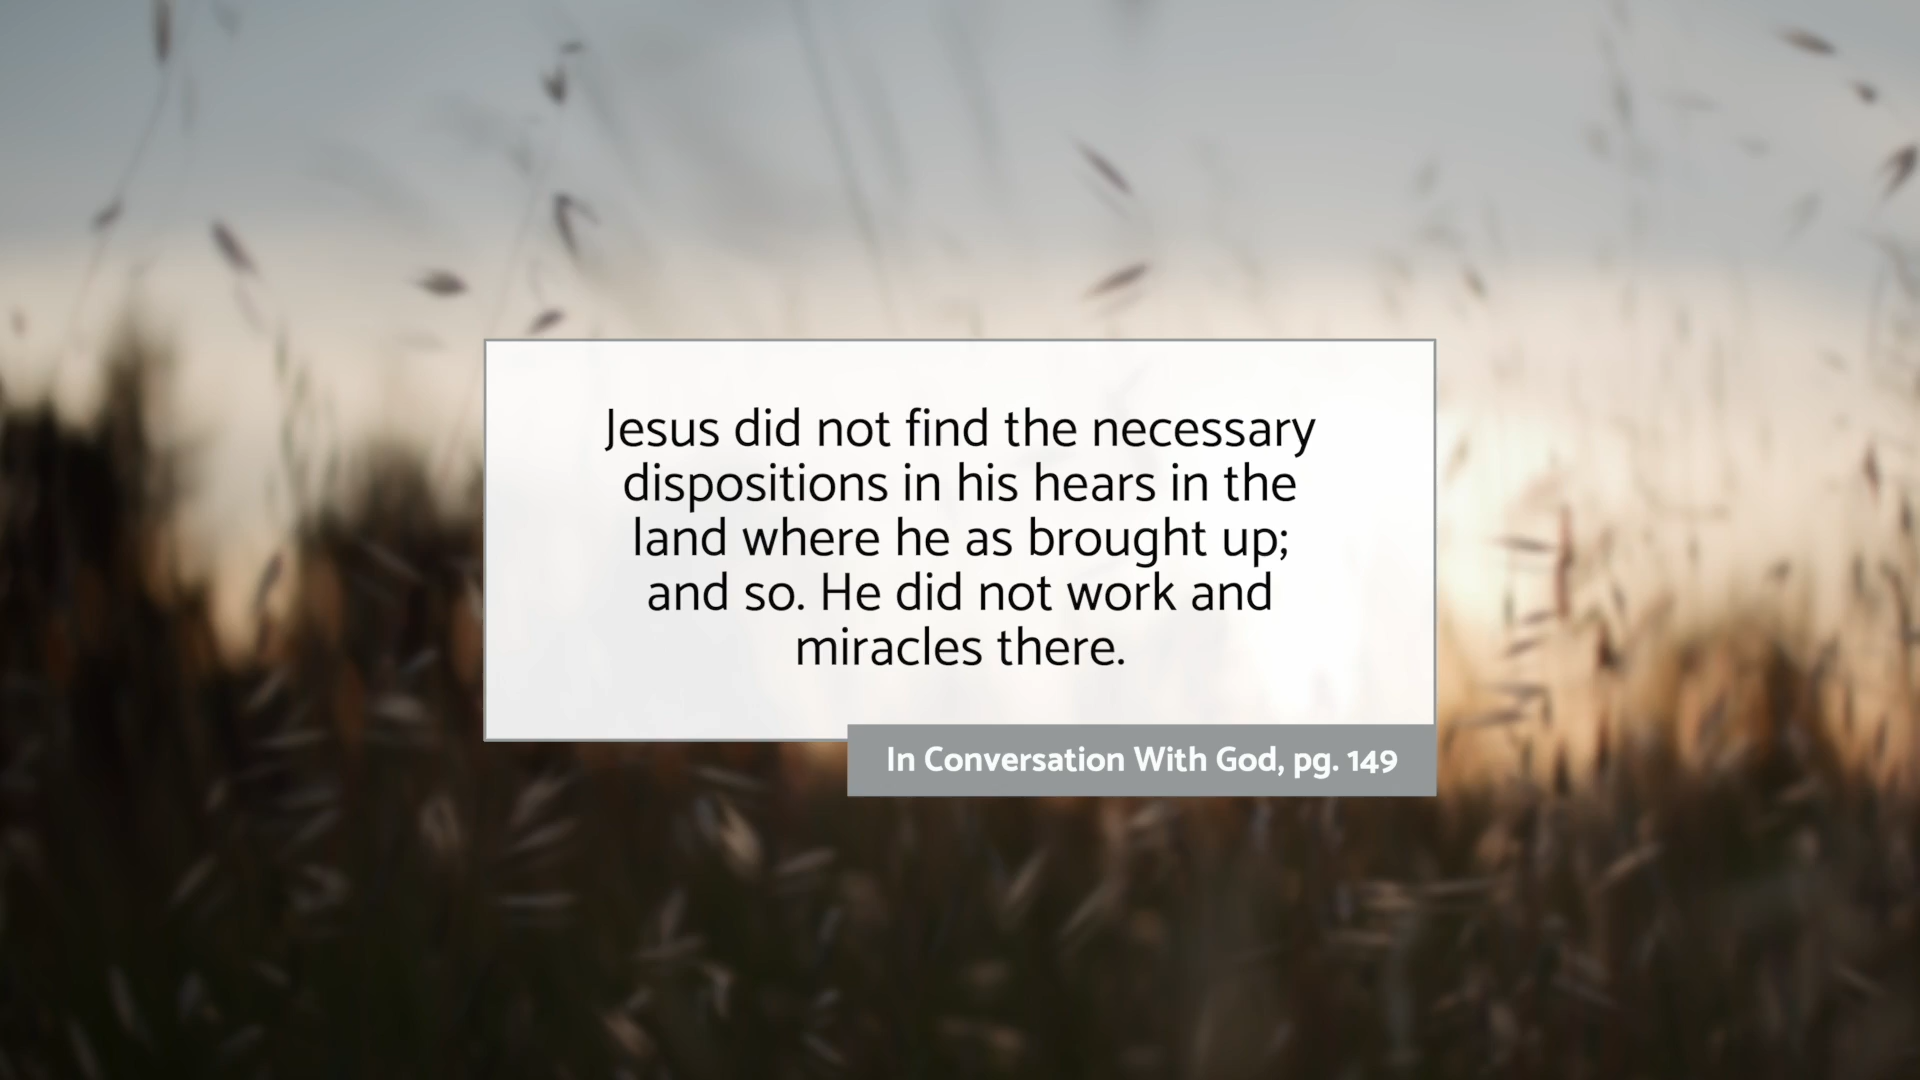 Jesus did not find the necessary
dispositions in his hears in the
land where he as brought up;
and so. He did not work and
miracles there.
In Conversation With God, pg. 149